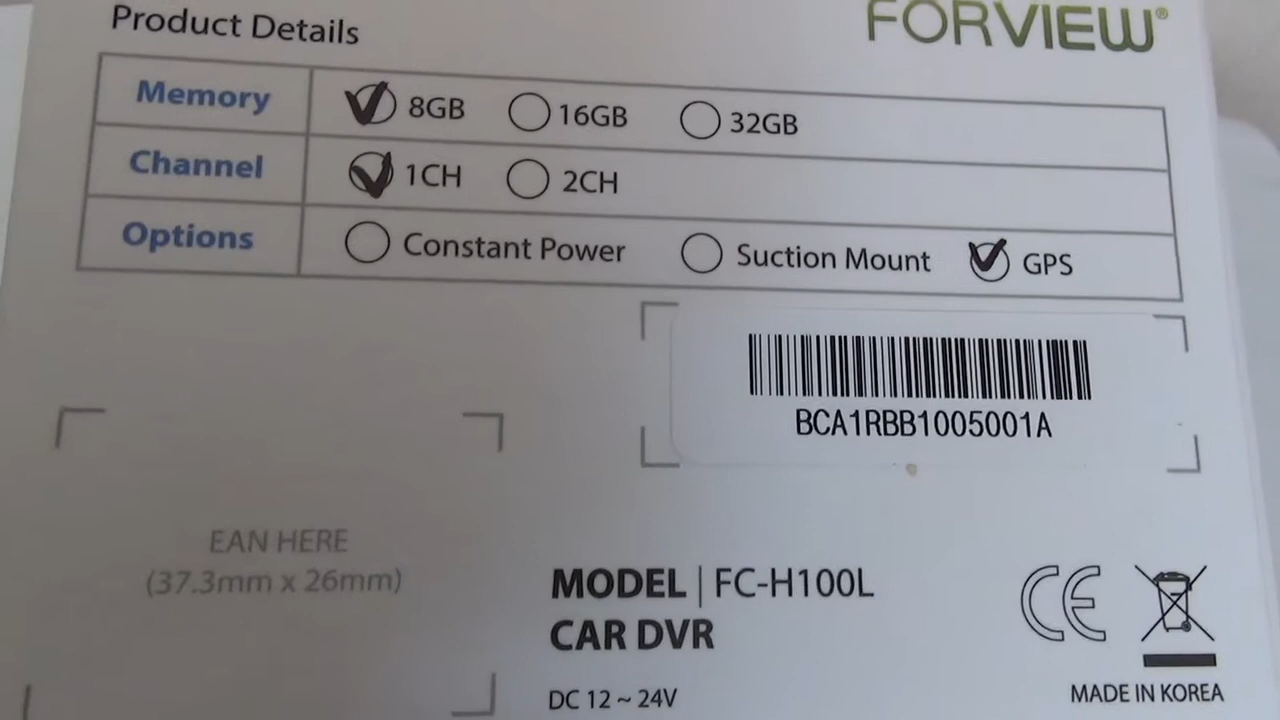 Product Details
FORVIEW®
Memory 8GB 16GB 32GB
Channel 1CH 2CH
Options Constant Power Suction Mount GPS
BCA1RBB1005001A
EAN HERE
(37.3mm x 26mm)
MODEL | FC-H100L
CAR DVR
DC 12 ~ 24V
CE
MADE IN KOREA